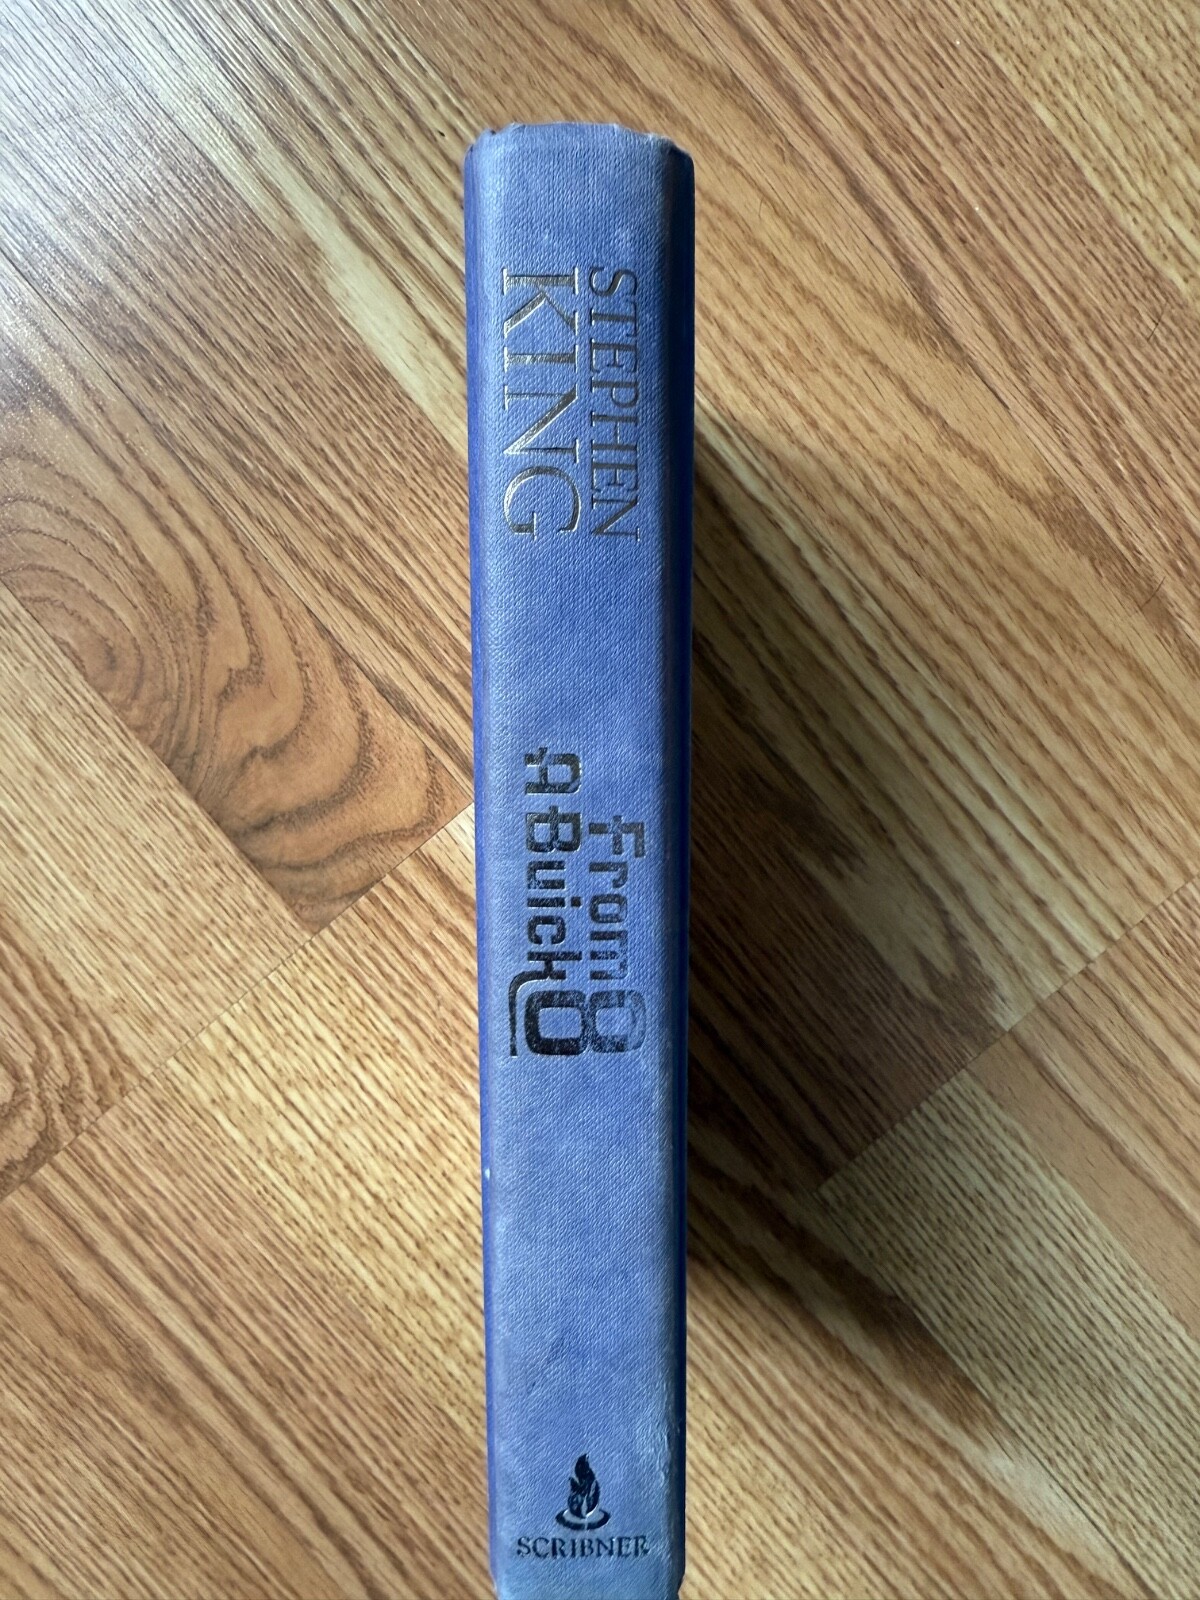 STEPHEN
KING
From a
A Buick 8
SCRIBNER